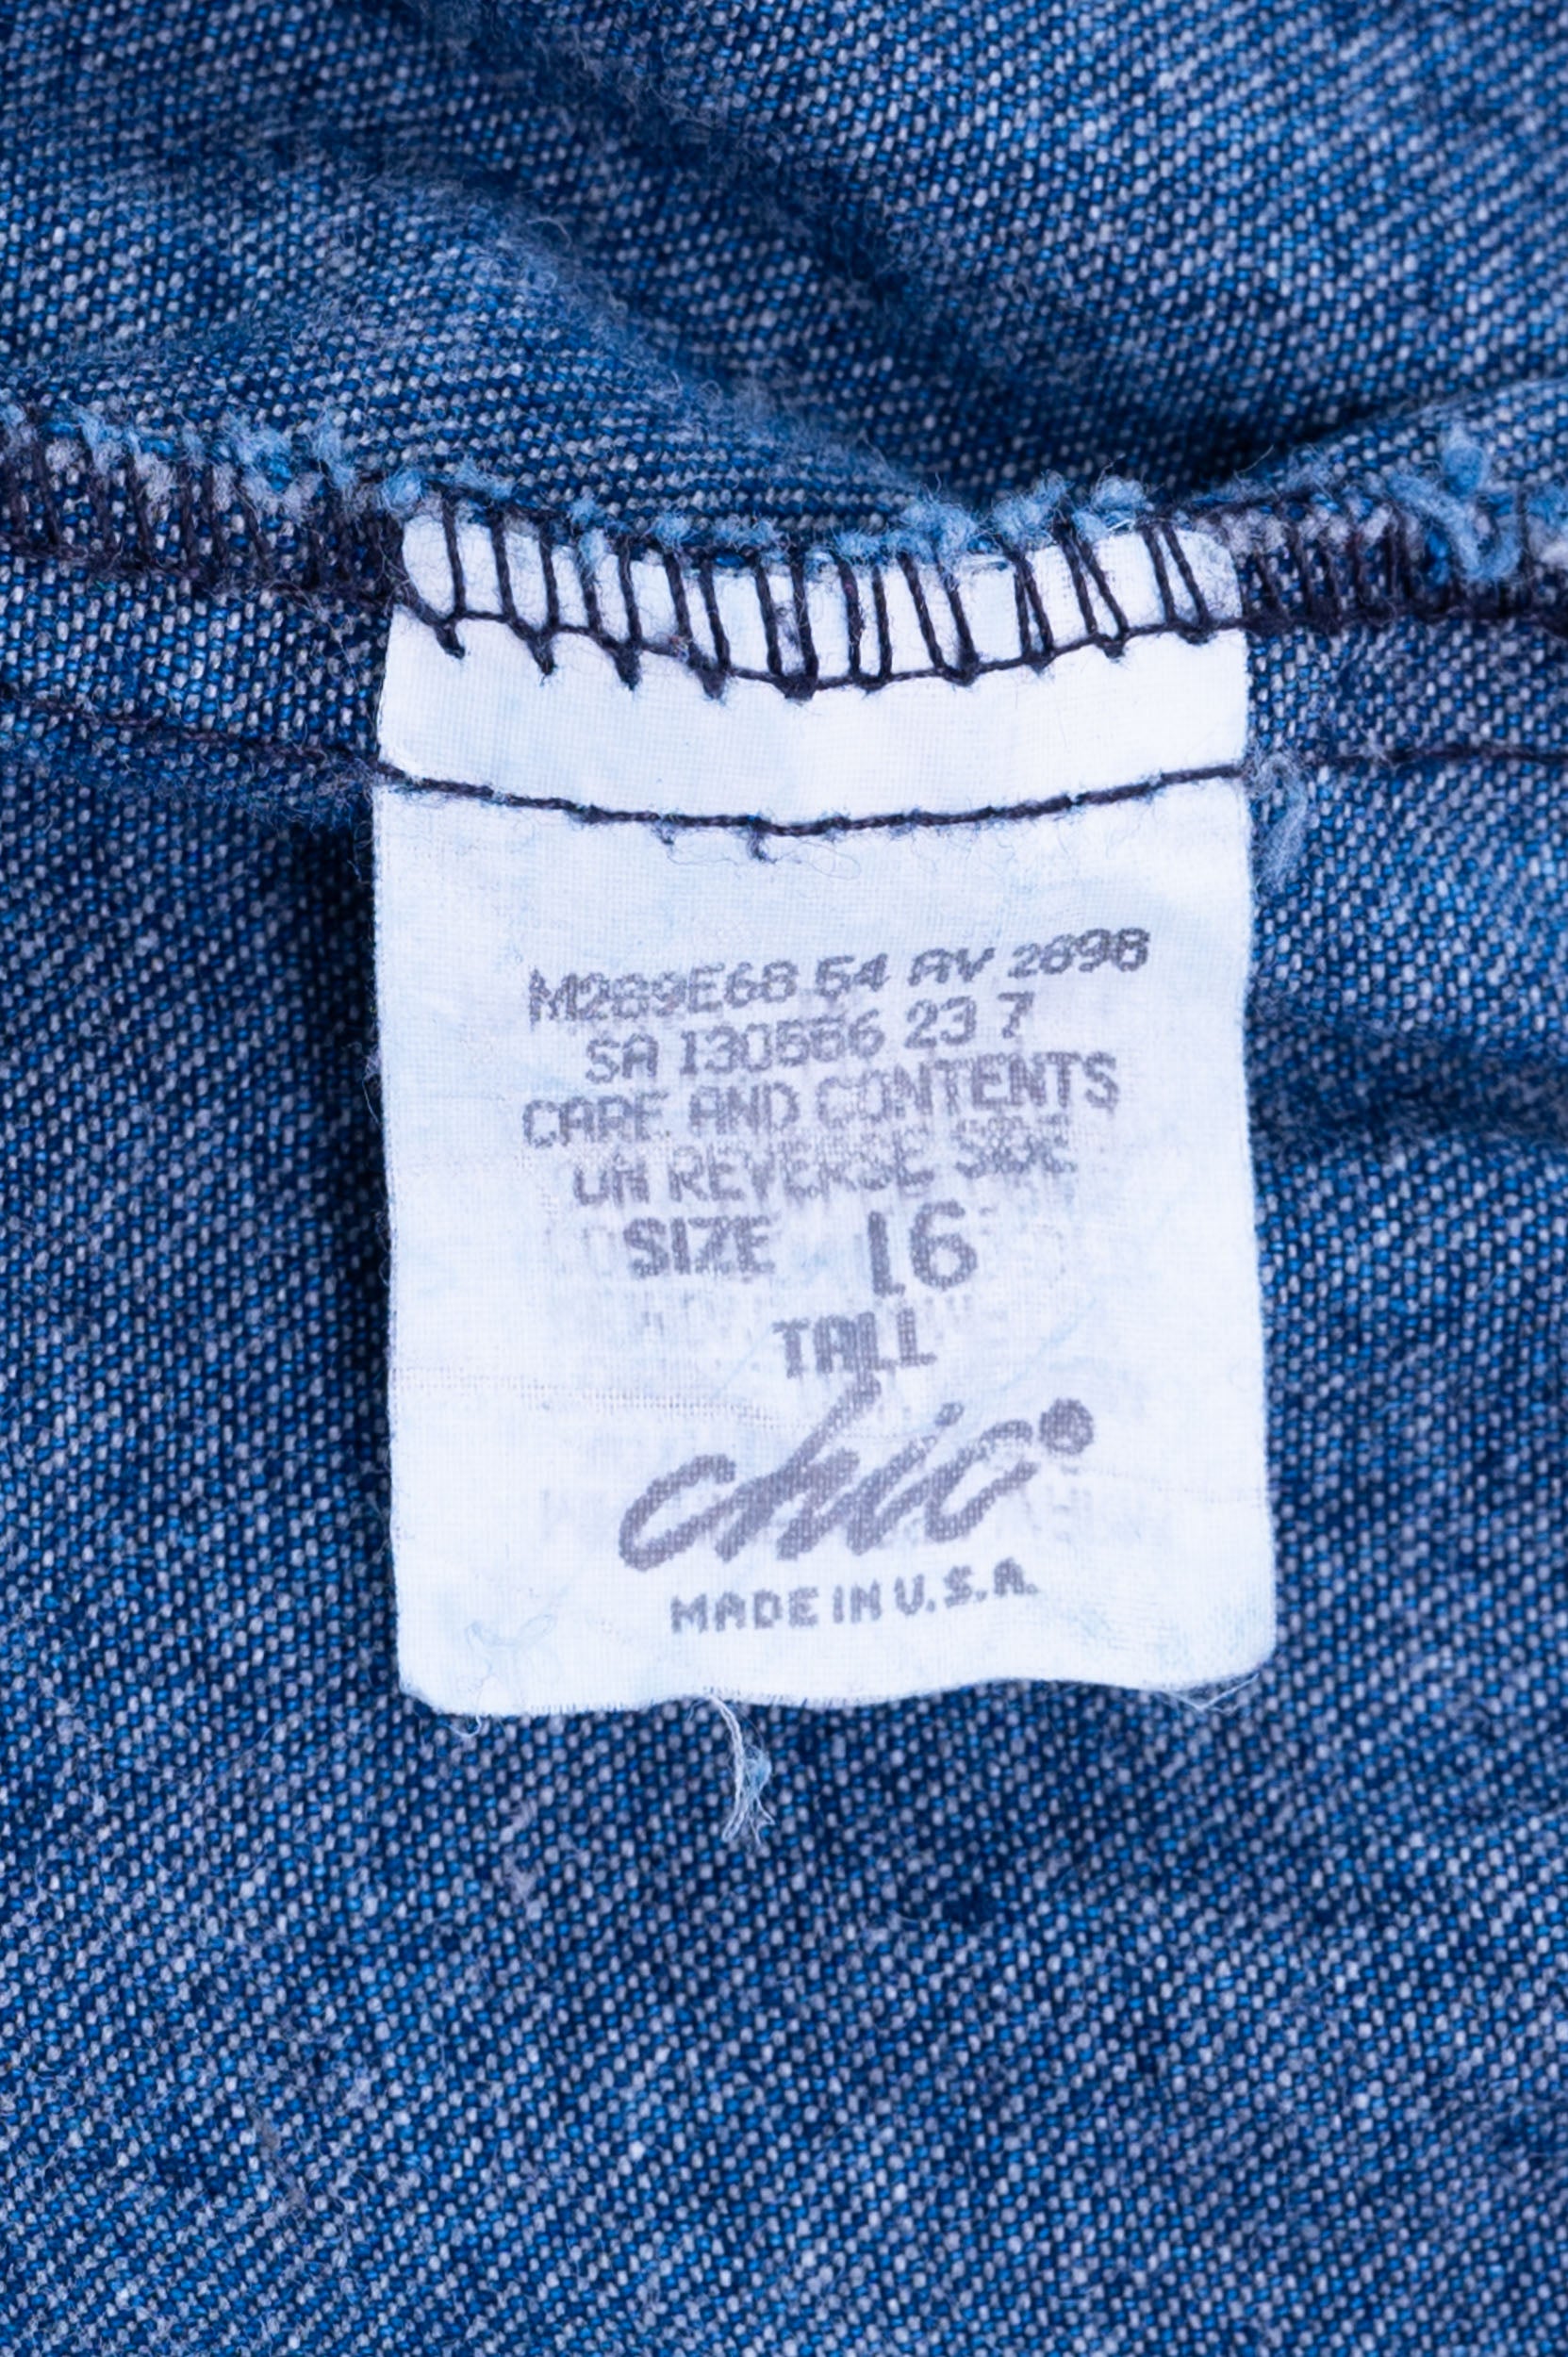 M289E68 54 AV 2898
SA 130556 23 7
CARE AND CONTENTS
ON REVERSE SIDE
SIZE 16
TALL
chic®
MADE IN U.S.A.